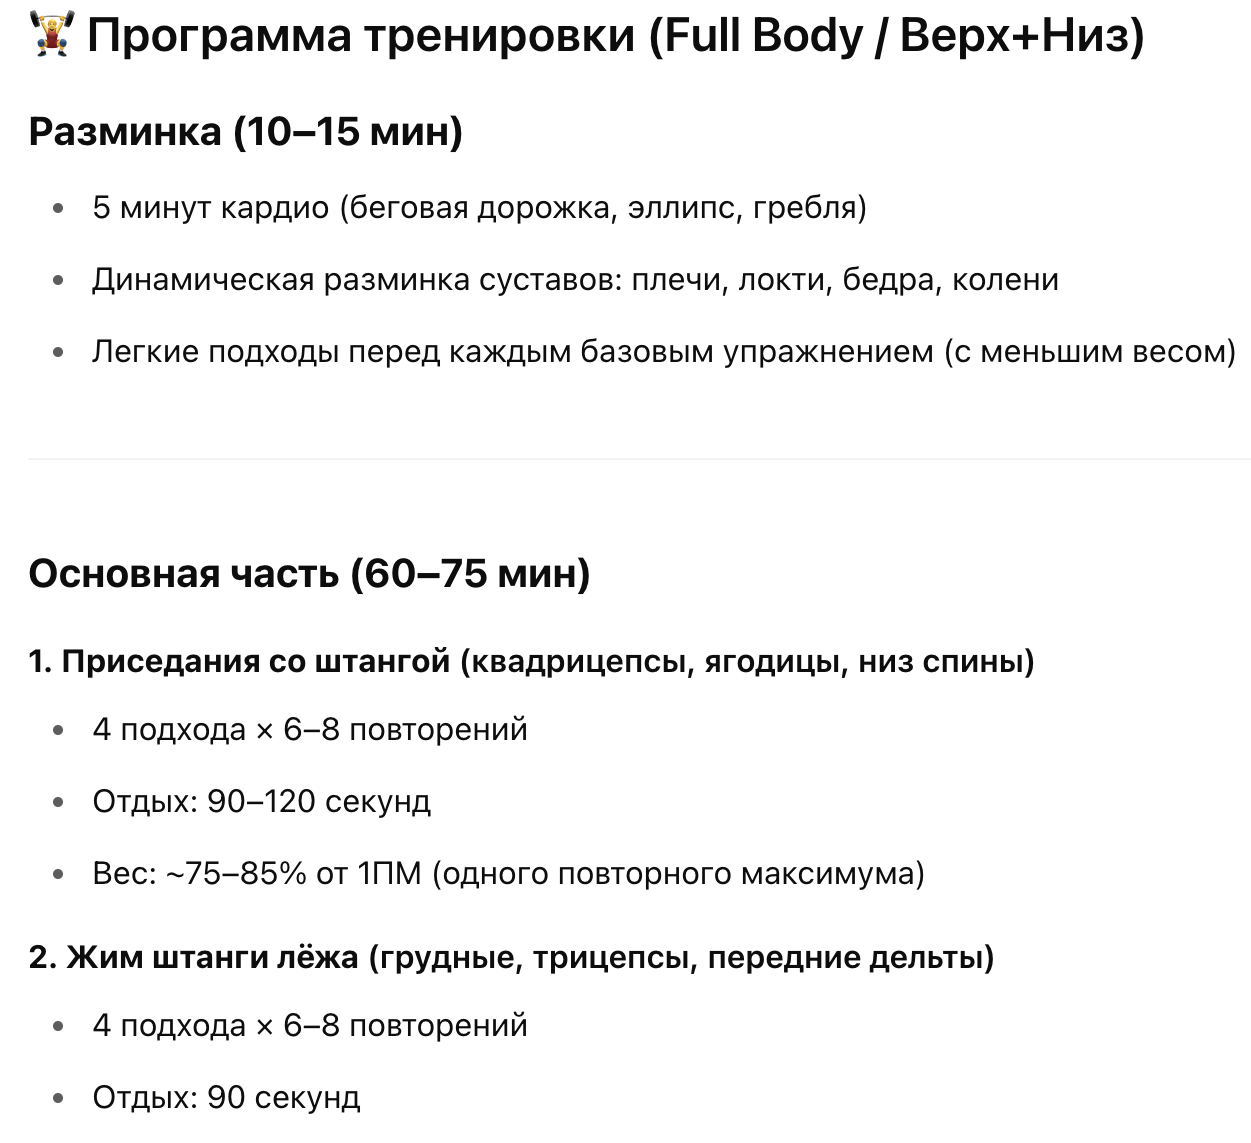 🏋️ Программа тренировки (Full Body / Верх+Низ)
Разминка (10–15 мин)
• 5 минут кардио (беговая дорожка, эллипс, гребля)
• Динамическая разминка суставов: плечи, локти, бедра, колени
• Легкие подходы перед каждым базовым упражнением (с меньшим весом)
Основная часть (60–75 мин)
1. Приседания со штангой (квадрицепсы, ягодицы, низ спины)
• 4 подхода × 6–8 повторений
• Отдых: 90–120 секунд
• Вес: ~75–85% от 1ПМ (одного повторного максимума)
2. Жим штанги лёжа (грудные, трицепсы, передние дельты)
• 4 подхода × 6–8 повторений
• Отдых: 90 секунд